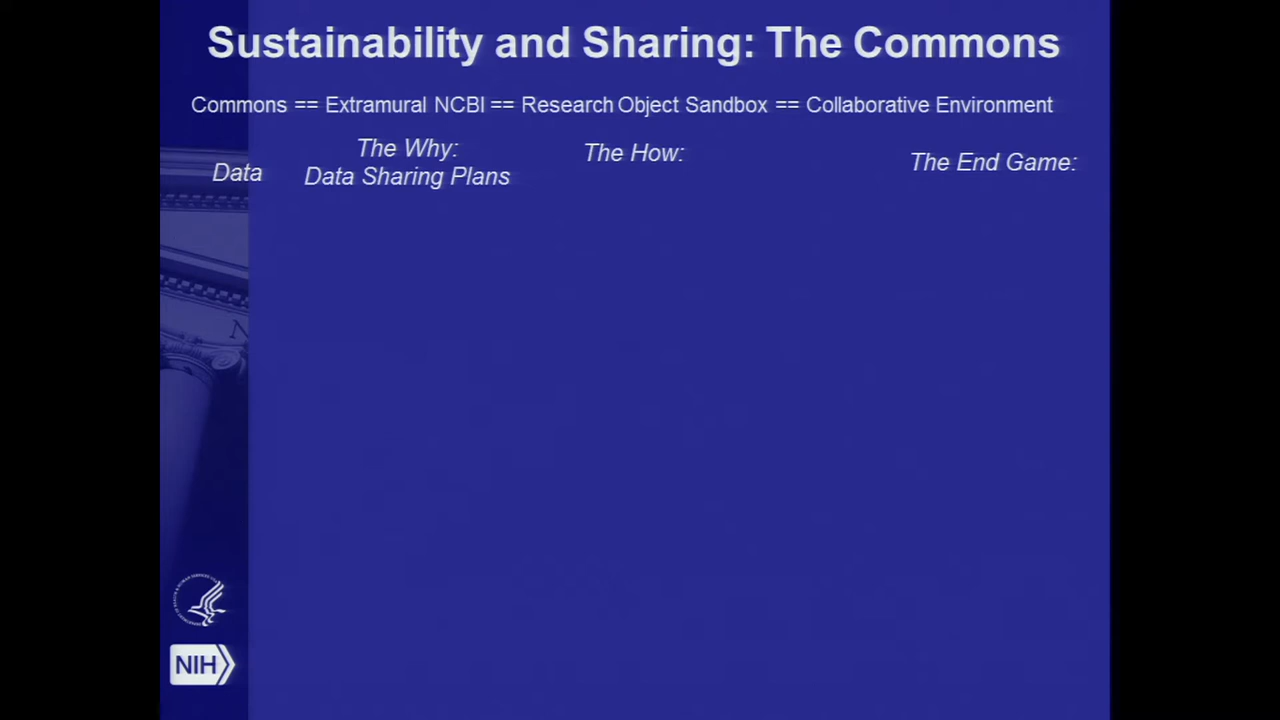 Sustainability and Sharing: The Commons
Commons == Extramural NCBI == Research Object Sandbox == Collaborative Environment
Data
The Why:
Data Sharing Plans
The How:
The End Game:
N
NIH